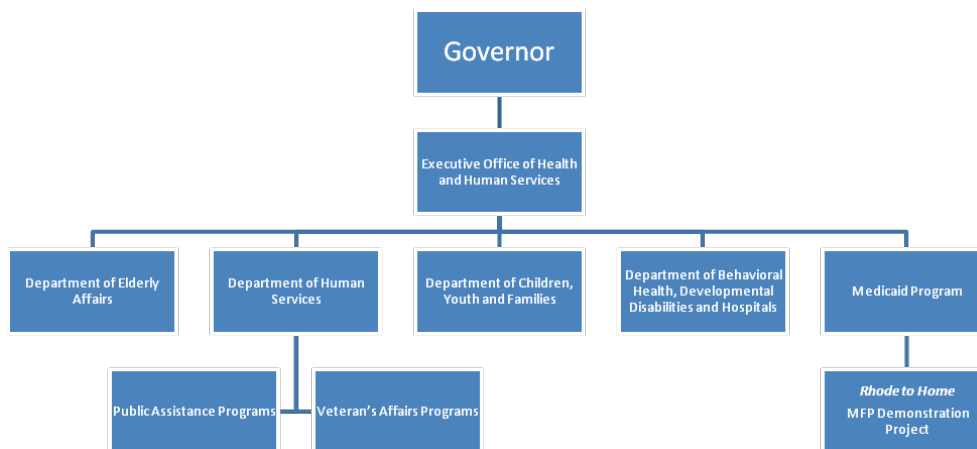 Governor
Executive Office of Health
and Human Services
Department of Elderly
Affairs
Department of Human
Services
Department of Children,
Youth and Families
Department of Behavioral
Health, Developmental
Disabilities and Hospitals
Medicaid Program
Public Assistance Programs
Veteran's Affairs Programs
Rhode to Home
MFP Demonstration
Project